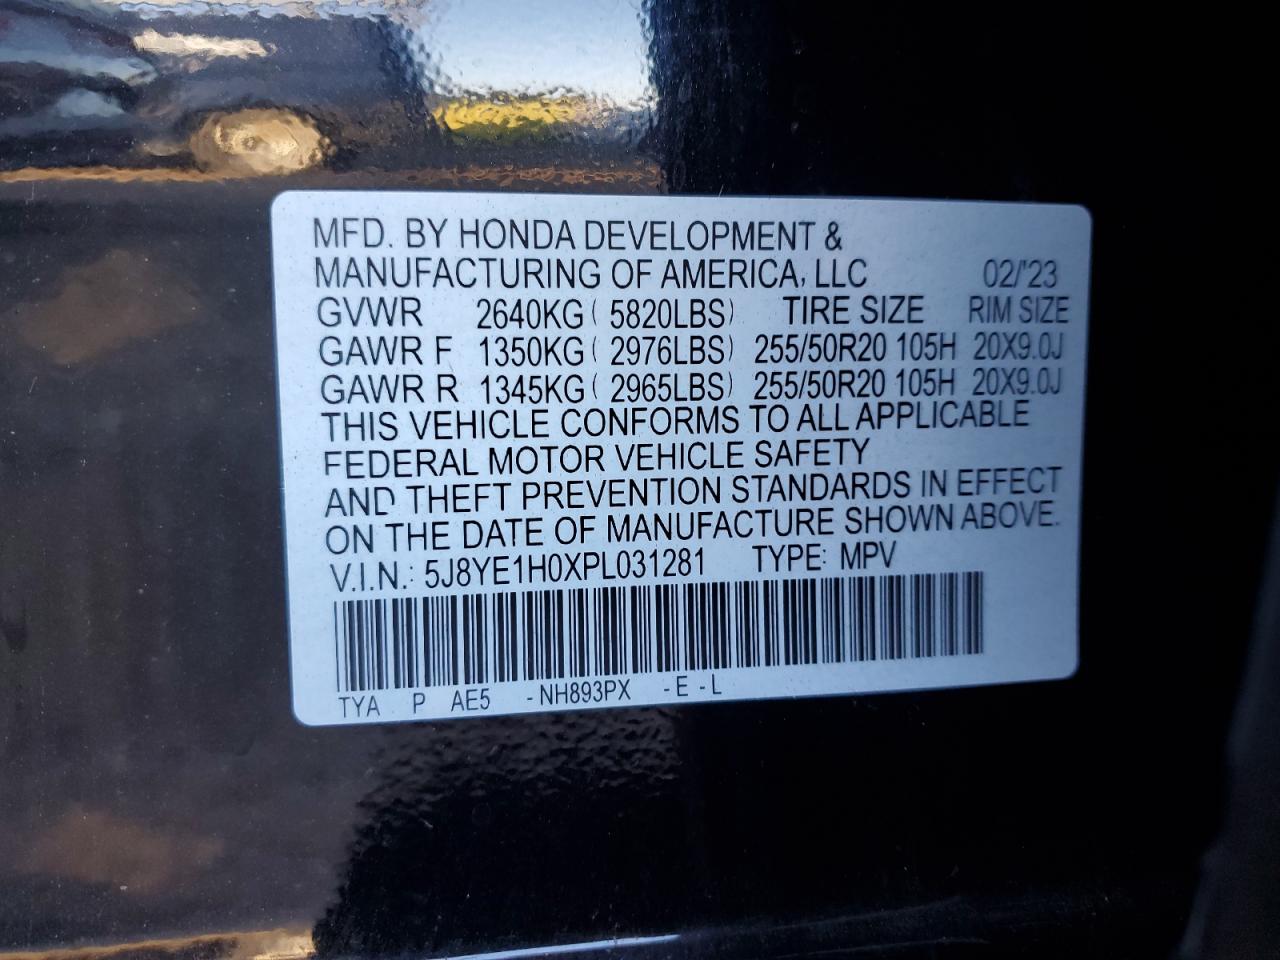 MFD. BY HONDA DEVELOPMENT &
MANUFACTURING OF AMERICA, LLC 02/'23
GVWR 2640KG ( 5820LBS) TIRE SIZE RIM SIZE
GAWR F 1350KG ( 2976LBS) 255/50R20 105H 20X9.0J
GAWR R 1345KG ( 2965LBS) 255/50R20 105H 20X9.0J
THIS VEHICLE CONFORMS TO ALL APPLICABLE
FEDERAL MOTOR VEHICLE SAFETY
AND THEFT PREVENTION STANDARDS IN EFFECT
ON THE DATE OF MANUFACTURE SHOWN ABOVE.
V.I.N.: 5J8YE1H0XPL031281 TYPE: MPV
TYA P AE5 -NH893PX -E -L